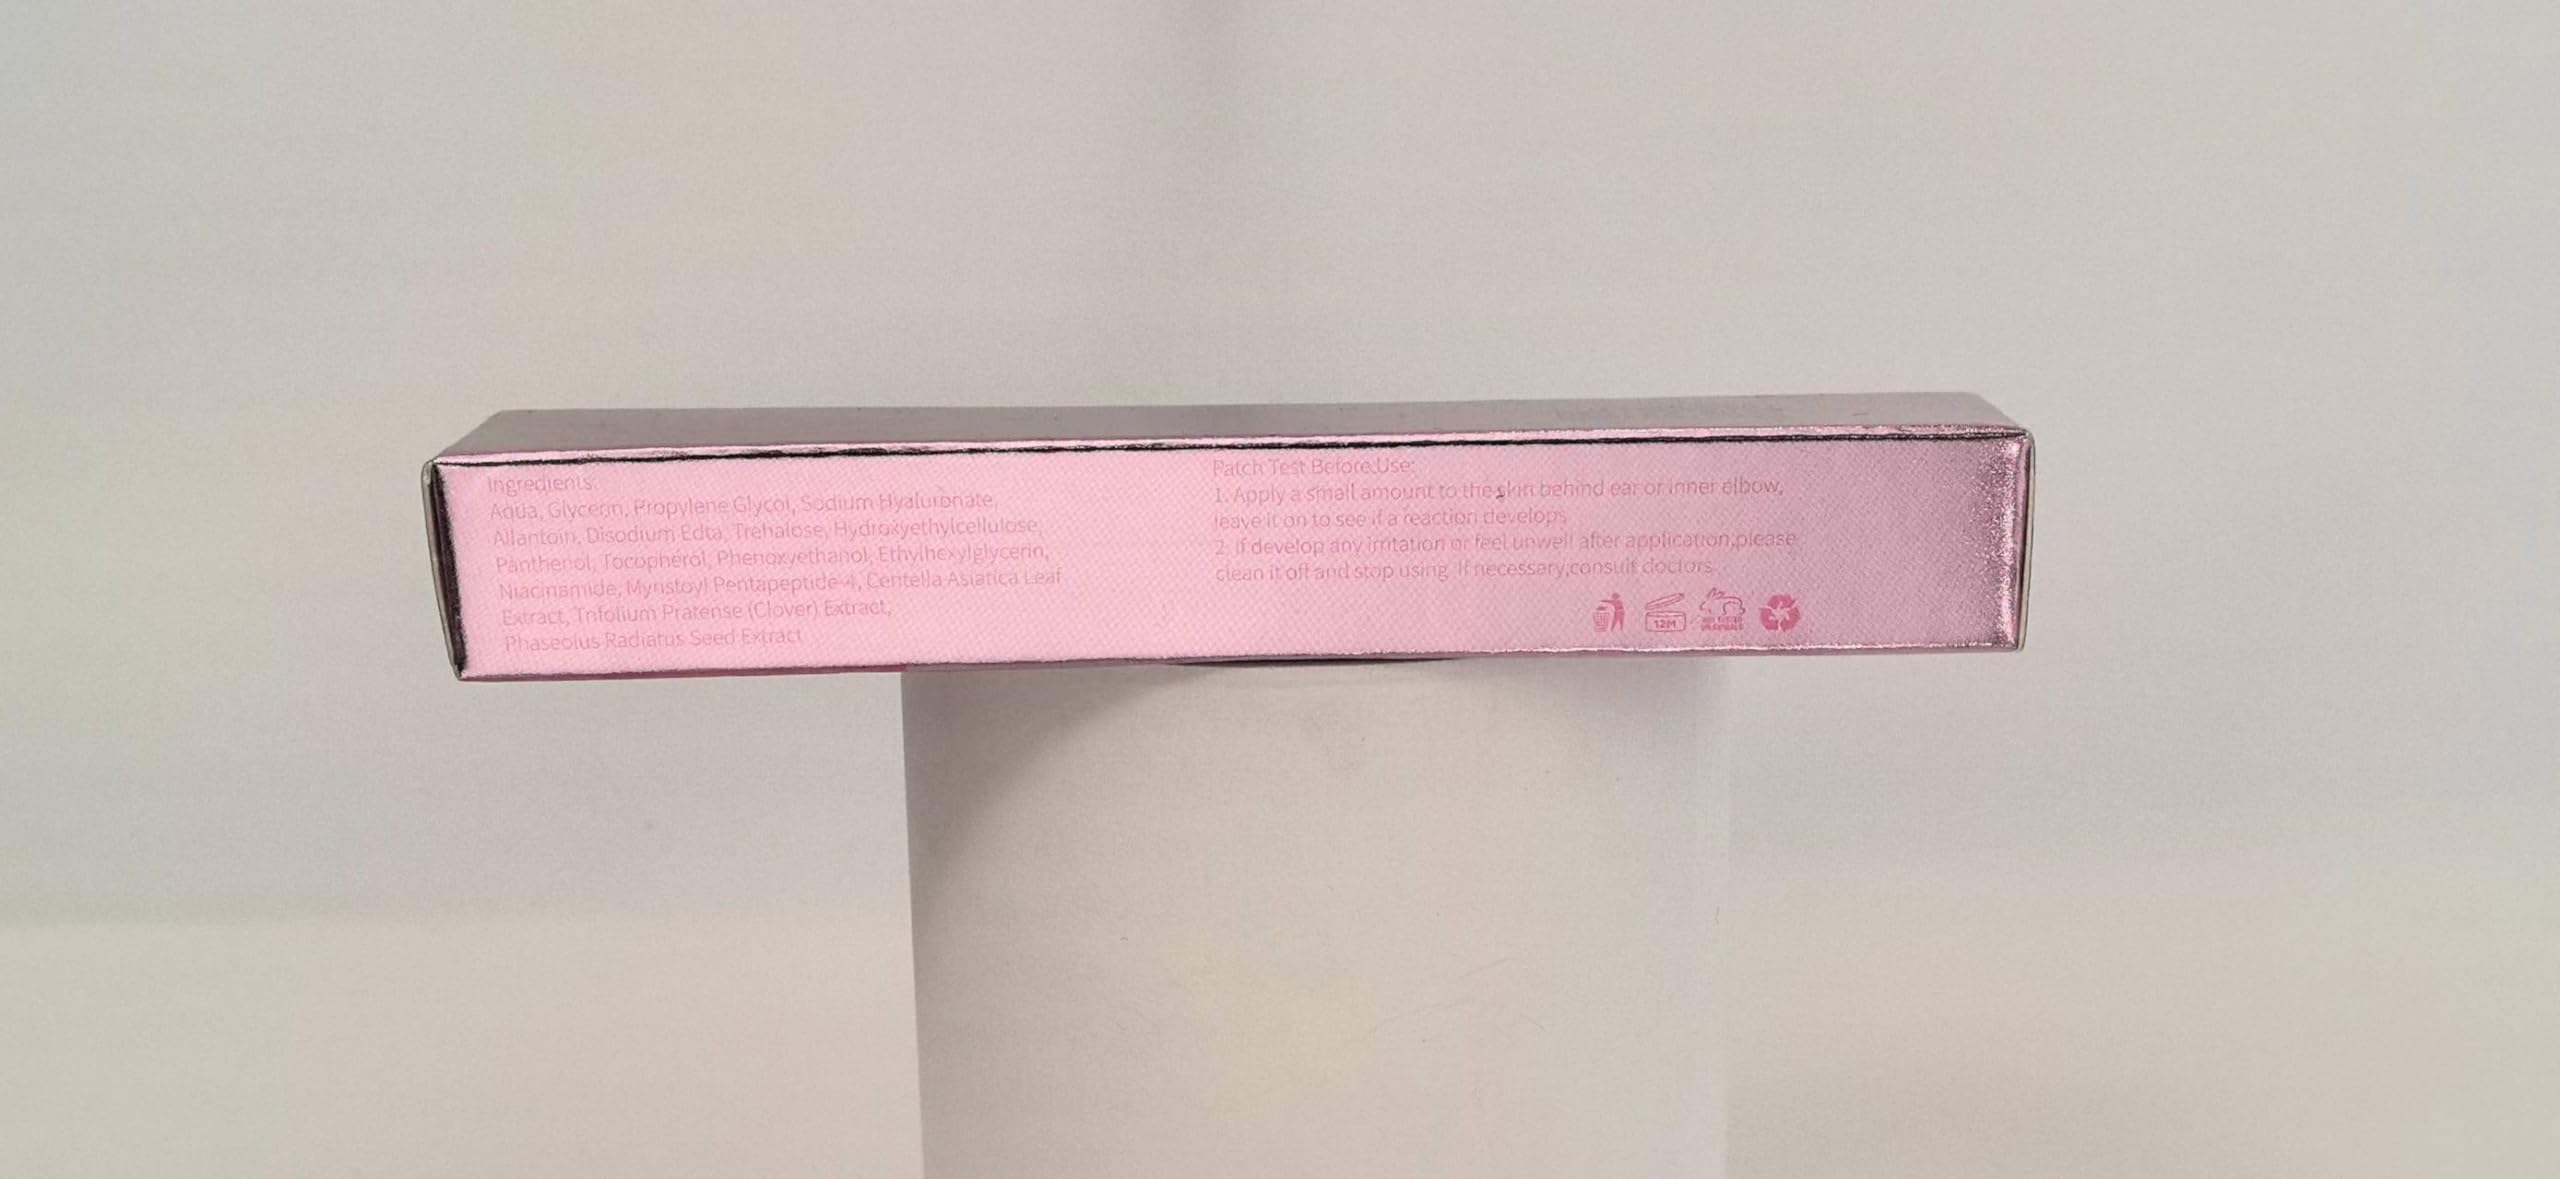 Ingredients:
Aqua, Glycerin, Propylene Glycol, Sodium Hyaluronate,
Allantoin, Disodium Edta, Trehalose, Hydroxyethylcellulose,
Panthenol, Tocopherol, Phenoxyethanol, Ethylhexylglycerin,
Niacinamide, Myristoyl Pentapeptide-4, Centella Asiatica Leaf
Extract, Trifolium Pratense (Clover) Extract,
Phaseolus Radiatus Seed Extract
Patch Test Before Use:
1. Apply a small amount to the skin behind ear or inner elbow,
leave it on to see if a reaction develops
2. If develop any irritation or feel unwell after application,please
clean it off and stop using. If necessary,consult doctors.
12M
NOT TESTED
ON ANIMALS